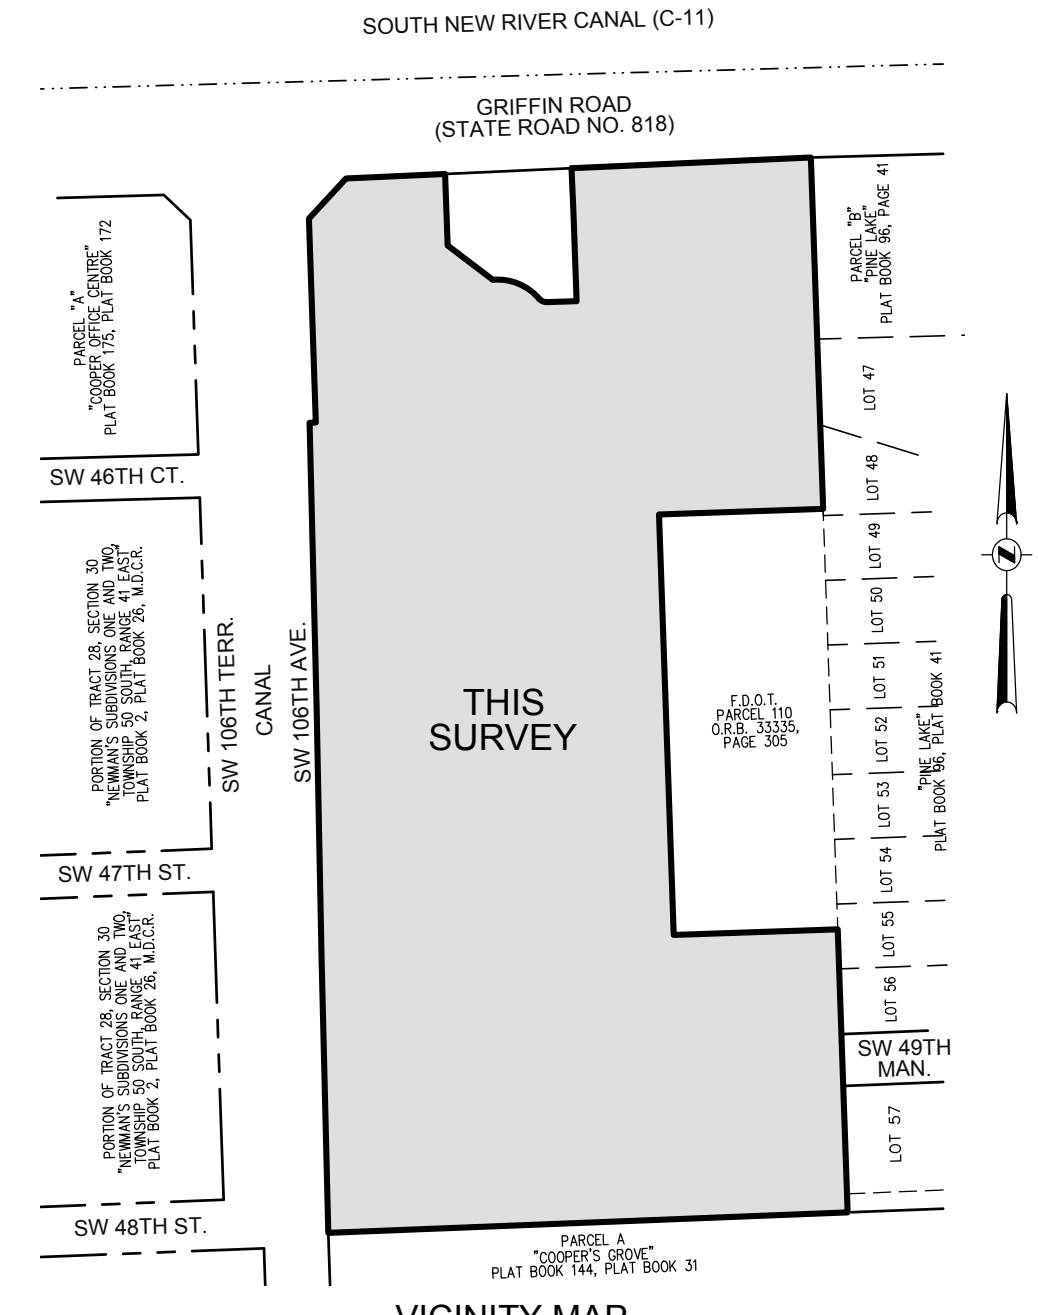 SOUTH NEW RIVER CANAL (C-11)
GRIFFIN ROAD
(STATE ROAD NO. 818)
PARCEL "A"
"COOPER OFFICE CENTRE"
PLAT BOOK 175, PLAT BOOK 172
PARCEL "B"
"PINE LAKE"
PLAT BOOK 96, PAGE 41
LOT 47
LOT 48
SW 46TH CT.
LOT 49
LOT 50
LOT 51
LOT 52
LOT 53
LOT 54
LOT 55
LOT 56
"PINE LAKE"
PLAT BOOK 96, PLAT BOOK 41
N
PORTION OF TRACT 28, SECTION 30
"NEWMAN'S SUBDIVISIONS ONE AND TWO,
TOWNSHIP 50 SOUTH, RANGE 41 EAST"
PLAT BOOK 2, PLAT BOOK 26, M.D.C.R.
SW 106TH TERR.
CANAL
SW 106TH AVE.
THIS
SURVEY
F.D.O.T.
PARCEL 110
O.R.B. 33335,
PAGE 305
SW 47TH ST.
PORTION OF TRACT 28, SECTION 30
"NEWMAN'S SUBDIVISIONS ONE AND TWO,
TOWNSHIP 50 SOUTH, RANGE 41 EAST"
PLAT BOOK 2, PLAT BOOK 26, M.D.C.R.
SW 49TH
MAN.
LOT 57
SW 48TH ST.
PARCEL A
"COOPER'S GROVE"
PLAT BOOK 144, PLAT BOOK 31
VICINITY MAP